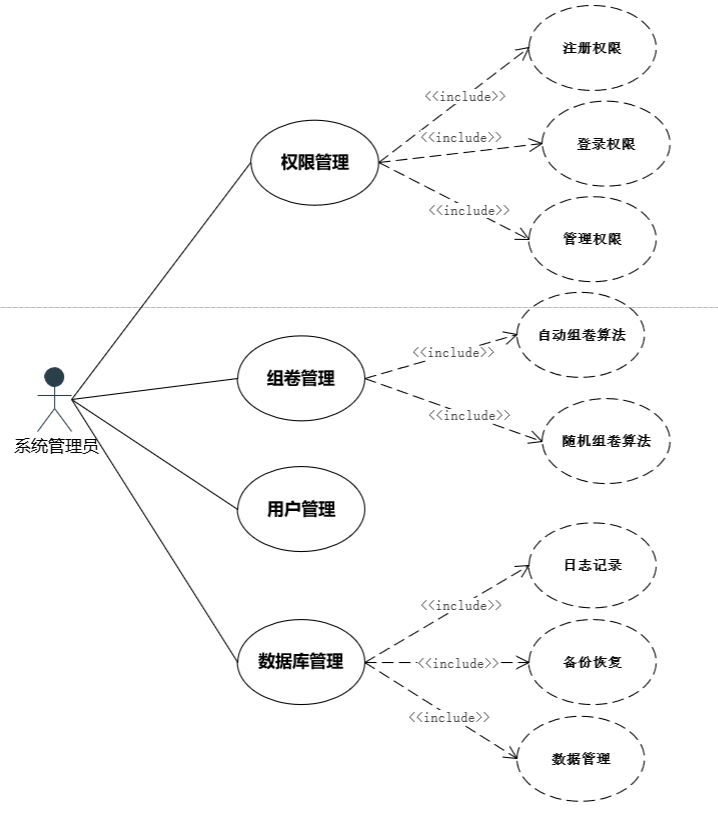 注册权限
<<include>>
<<include>>
登录权限
权限管理
<<include>>
管理权限
自动组卷算法
<<include>>
组卷管理
<<include>>
随机组卷算法
系统管理员
用户管理
日志记录
<<include>>
数据库管理
<<include>>
备份恢复
<<include>>
数据管理